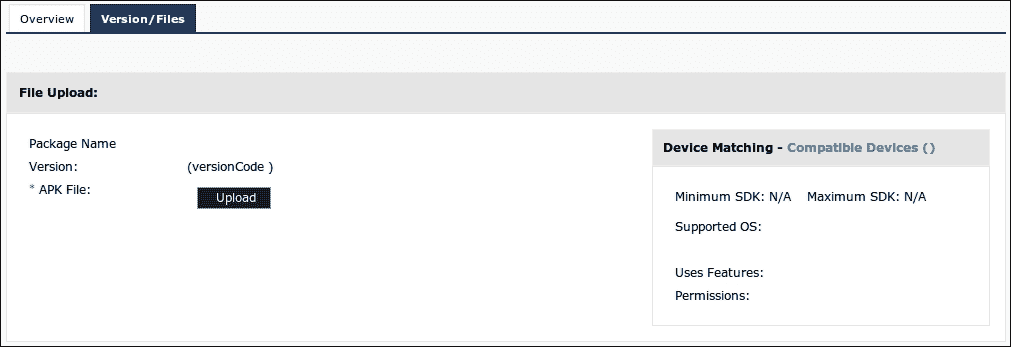 Overview
Version/Files
File Upload:
Package Name
Version: (versionCode )
* APK File:
Upload
Device Matching - Compatible Devices ()
Minimum SDK: N/A Maximum SDK: N/A
Supported OS:
Uses Features:
Permissions: